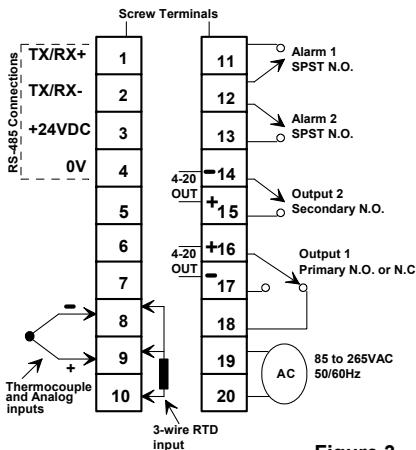 Screw Terminals
RS-485 Connections
TX/RX+
TX/RX-
+24VDC
0V
1
2
3
4
5
6
7
8
9
10
-
+
Thermocouple
and Analog
inputs
3-wire RTD
input
11
12
13
-14
+15
+16
-17
18
19
20
4-20
OUT
4-20
OUT
Alarm 1
SPST N.O.
Alarm 2
SPST N.O.
Output 2
Secondary N.O.
Output 1
Primary N.O. or N.C
AC
85 to 265VAC
50/60Hz